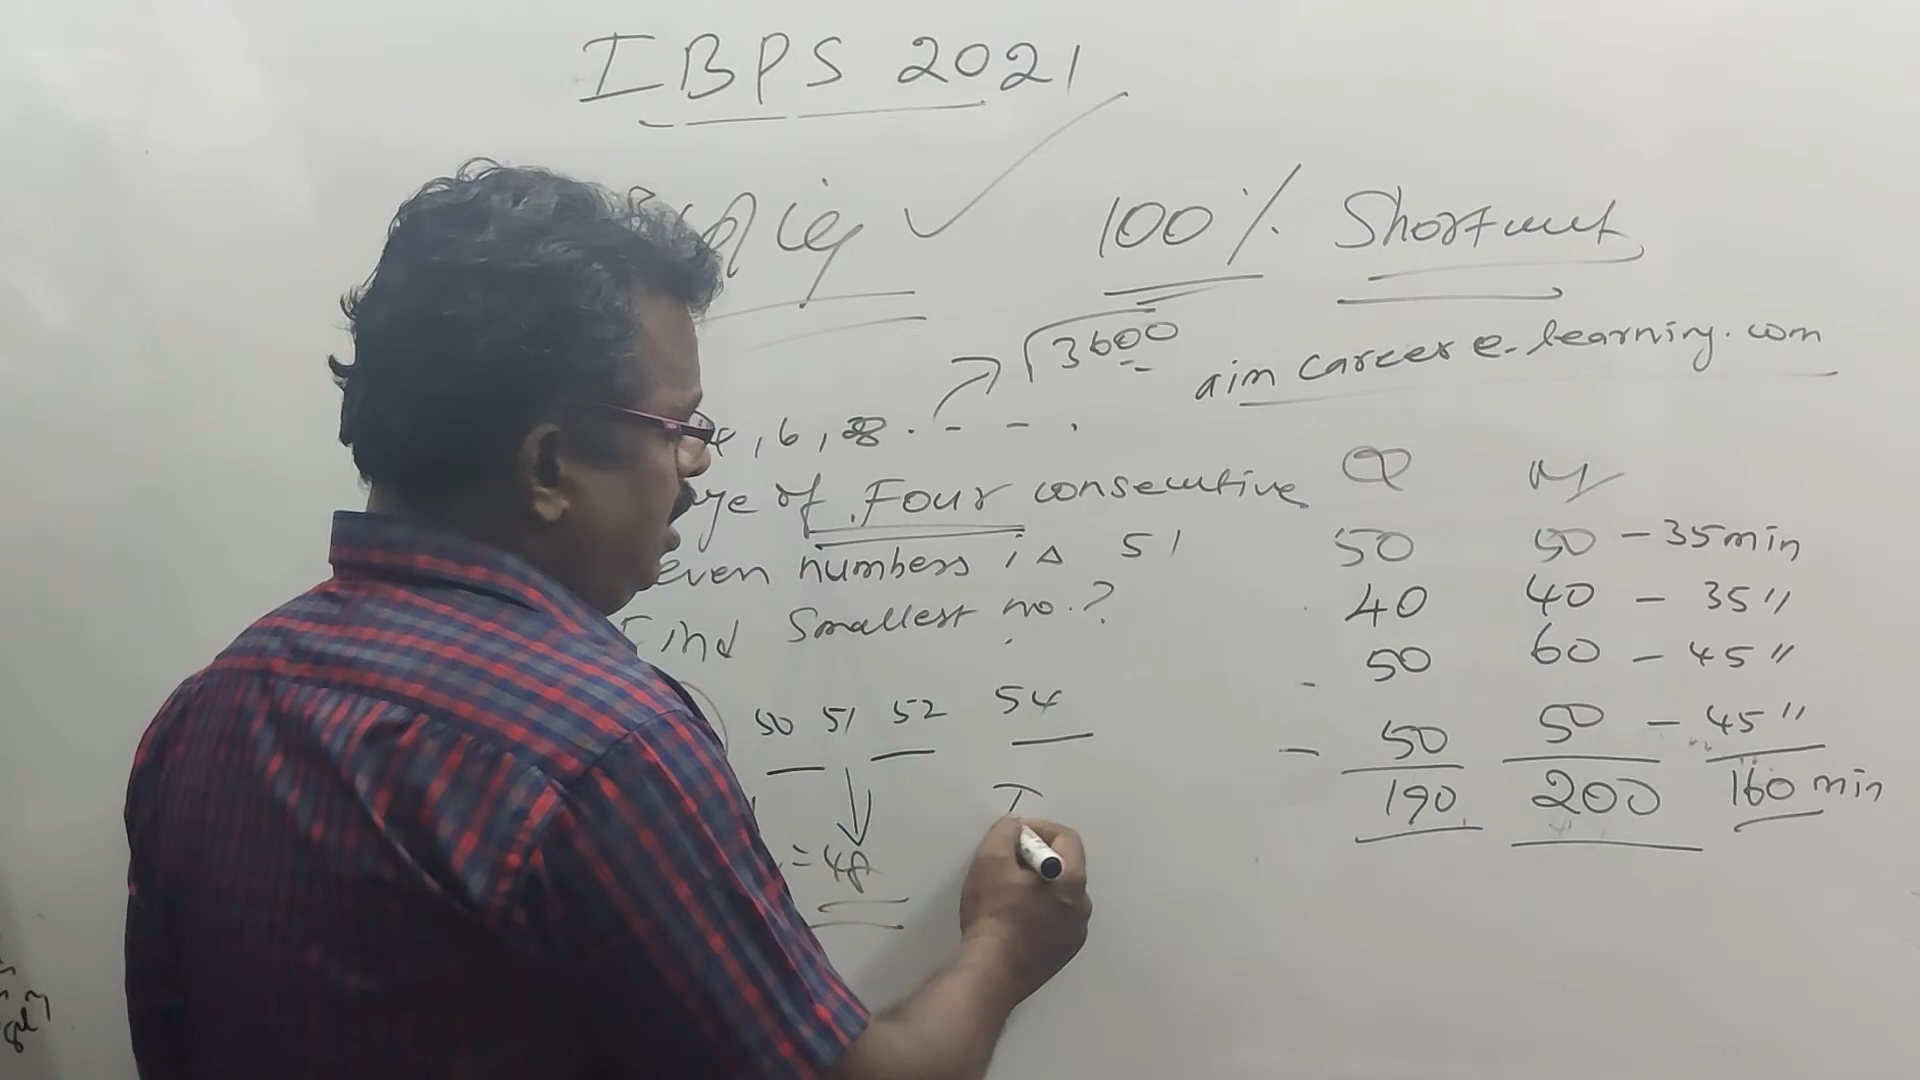 IBPS 2021
100% Shortcut
√3600
aim career e-learning.com
4, 6, 8 . - - .
of Four consecutive
even numbers is 51
Find Smallest no.?
50 51 52 54
= 48
Q M
50 50 - 35 min
40 40 - 35 "
50 60 - 45 "
50 50 - 45 "
190 200 160 min